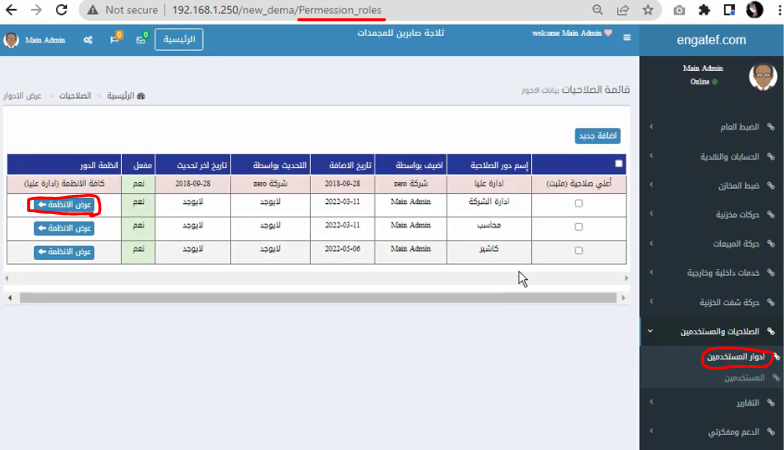 Not secure | 192.168.1.250/new_dema/Permession_roles
engatef.com
welcome Main Admin
ثلاجة صابرين للمجمدات
الرئيسية
0
0
Main Admin
Main Admin
Online
قائمة الصلاحيات بيانات الادوار
الرئيسية > الصلاحيات > عرض الادوار
اضافة جديد
إسم دور الصلاحية اضيف بواسطة تاريخ الاضافة التحديث بواسطة تاريخ اخر تحديث مفعل انظمة الدور
أعلي صلاحية (مثبت) ادارة عليا شركة zero 2018-09-28 شركة zero 2018-09-28 نعم كافة الانظمة (ادارة عليا)
ادارة الشركة Main Admin 2022-03-11 لايوجد لايوجد نعم عرض الانظمة
محاسب Main Admin 2022-03-11 لايوجد لايوجد نعم عرض الانظمة
كاشير Main Admin 2022-05-06 لايوجد لايوجد نعم عرض الانظمة
الضبط العام
الحسابات والنقدية
ضبط المخازن
حركات مخزنية
حركة المبيعات
خدمات داخلية وخارجية
حركة شفت الخزنية
الصلاحيات والمستخدمين
ادوار المستخدمين
المستخدمين
التقارير
الدعم ومفكرتي